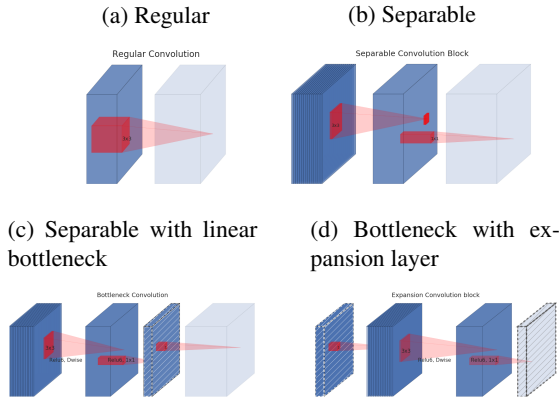 (a) Regular
(b) Separable
Regular Convolution
Separable Convolution Block
3x3
3x3
1x1
(c) Separable with linear
bottleneck
(d) Bottleneck with ex-
pansion layer
Bottleneck Convolution
Expansion Convolution block
Relu6, Dwise
Relu6, 1x1
3x3
Relu6, Dwise
Relu6, 1x1